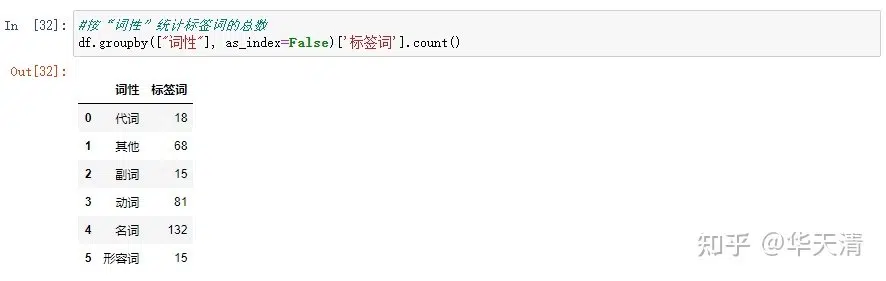 In [32]: #按“词性”统计标签词的总数
df.groupby(["词性"], as_index=False)['标签词'].count()
Out[32]:
词性 标签词
0 代词 18
1 其他 68
2 副词 15
3 动词 81
4 名词 132
5 形容词 15
知乎 @华天清